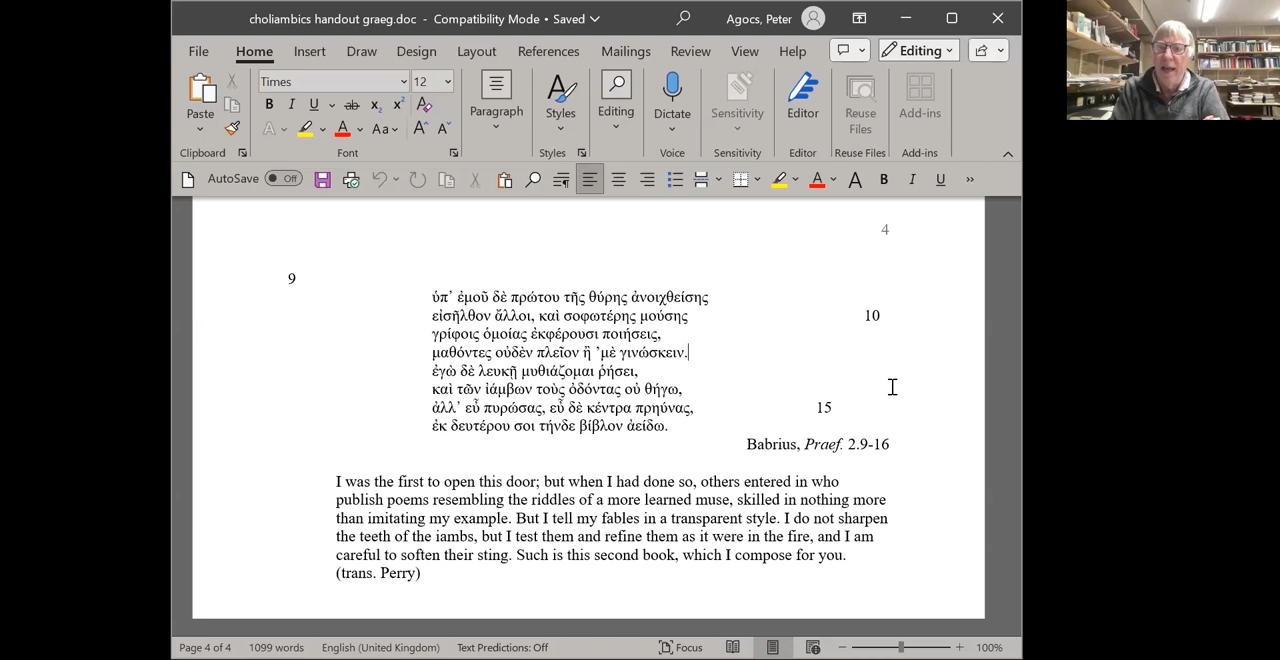 choliambics handout graeg.doc - Compatibility Mode • Saved
Agocs, Peter
File Home Insert Draw Design Layout References Mailings Review View Help Editing
Times 12
Paste Paragraph Styles Editing Dictate Sensitivity Editor Reuse Files Add-ins
Clipboard Font Styles Voice Sensitivity Editor Reuse Files Add-ins
AutoSave Off
4
9
ὑπ’ ἐμοῦ δὲ πρώτου τῆς θύρης ἀνοιχθείσης
εἰσῆλθον ἄλλοι, καὶ σοφωτέρης μούσης 10
γρίφοις ὁμοίας ἐκφέρουσι ποιήσεις,
μαθόντες οὐδὲν πλεῖον ἢ ’μὲ γινώσκειν.
ἐγὼ δὲ λευκῇ μυθιάζομαι ῥήσει,
καὶ τῶν ἰάμβων τοὺς ὀδόντας οὐ θήγω,
ἀλλ’ εὖ πυρώσας, εὖ δὲ κέντρα πρηΰνας, 15
ἐκ δευτέρου σοι τήνδε βίβλον ἀείδω.
Babrius, Praef. 2.9-16
I was the first to open this door; but when I had done so, others entered in who
publish poems resembling the riddles of a more learned muse, skilled in nothing more
than imitating my example. But I tell my fables in a transparent style. I do not sharpen
the teeth of the iambs, but I test them and refine them as it were in the fire, and I am
careful to soften their sting. Such is this second book, which I compose for you.
(trans. Perry)
Page 4 of 4 1099 words English (United Kingdom) Text Predictions: Off Focus 100%